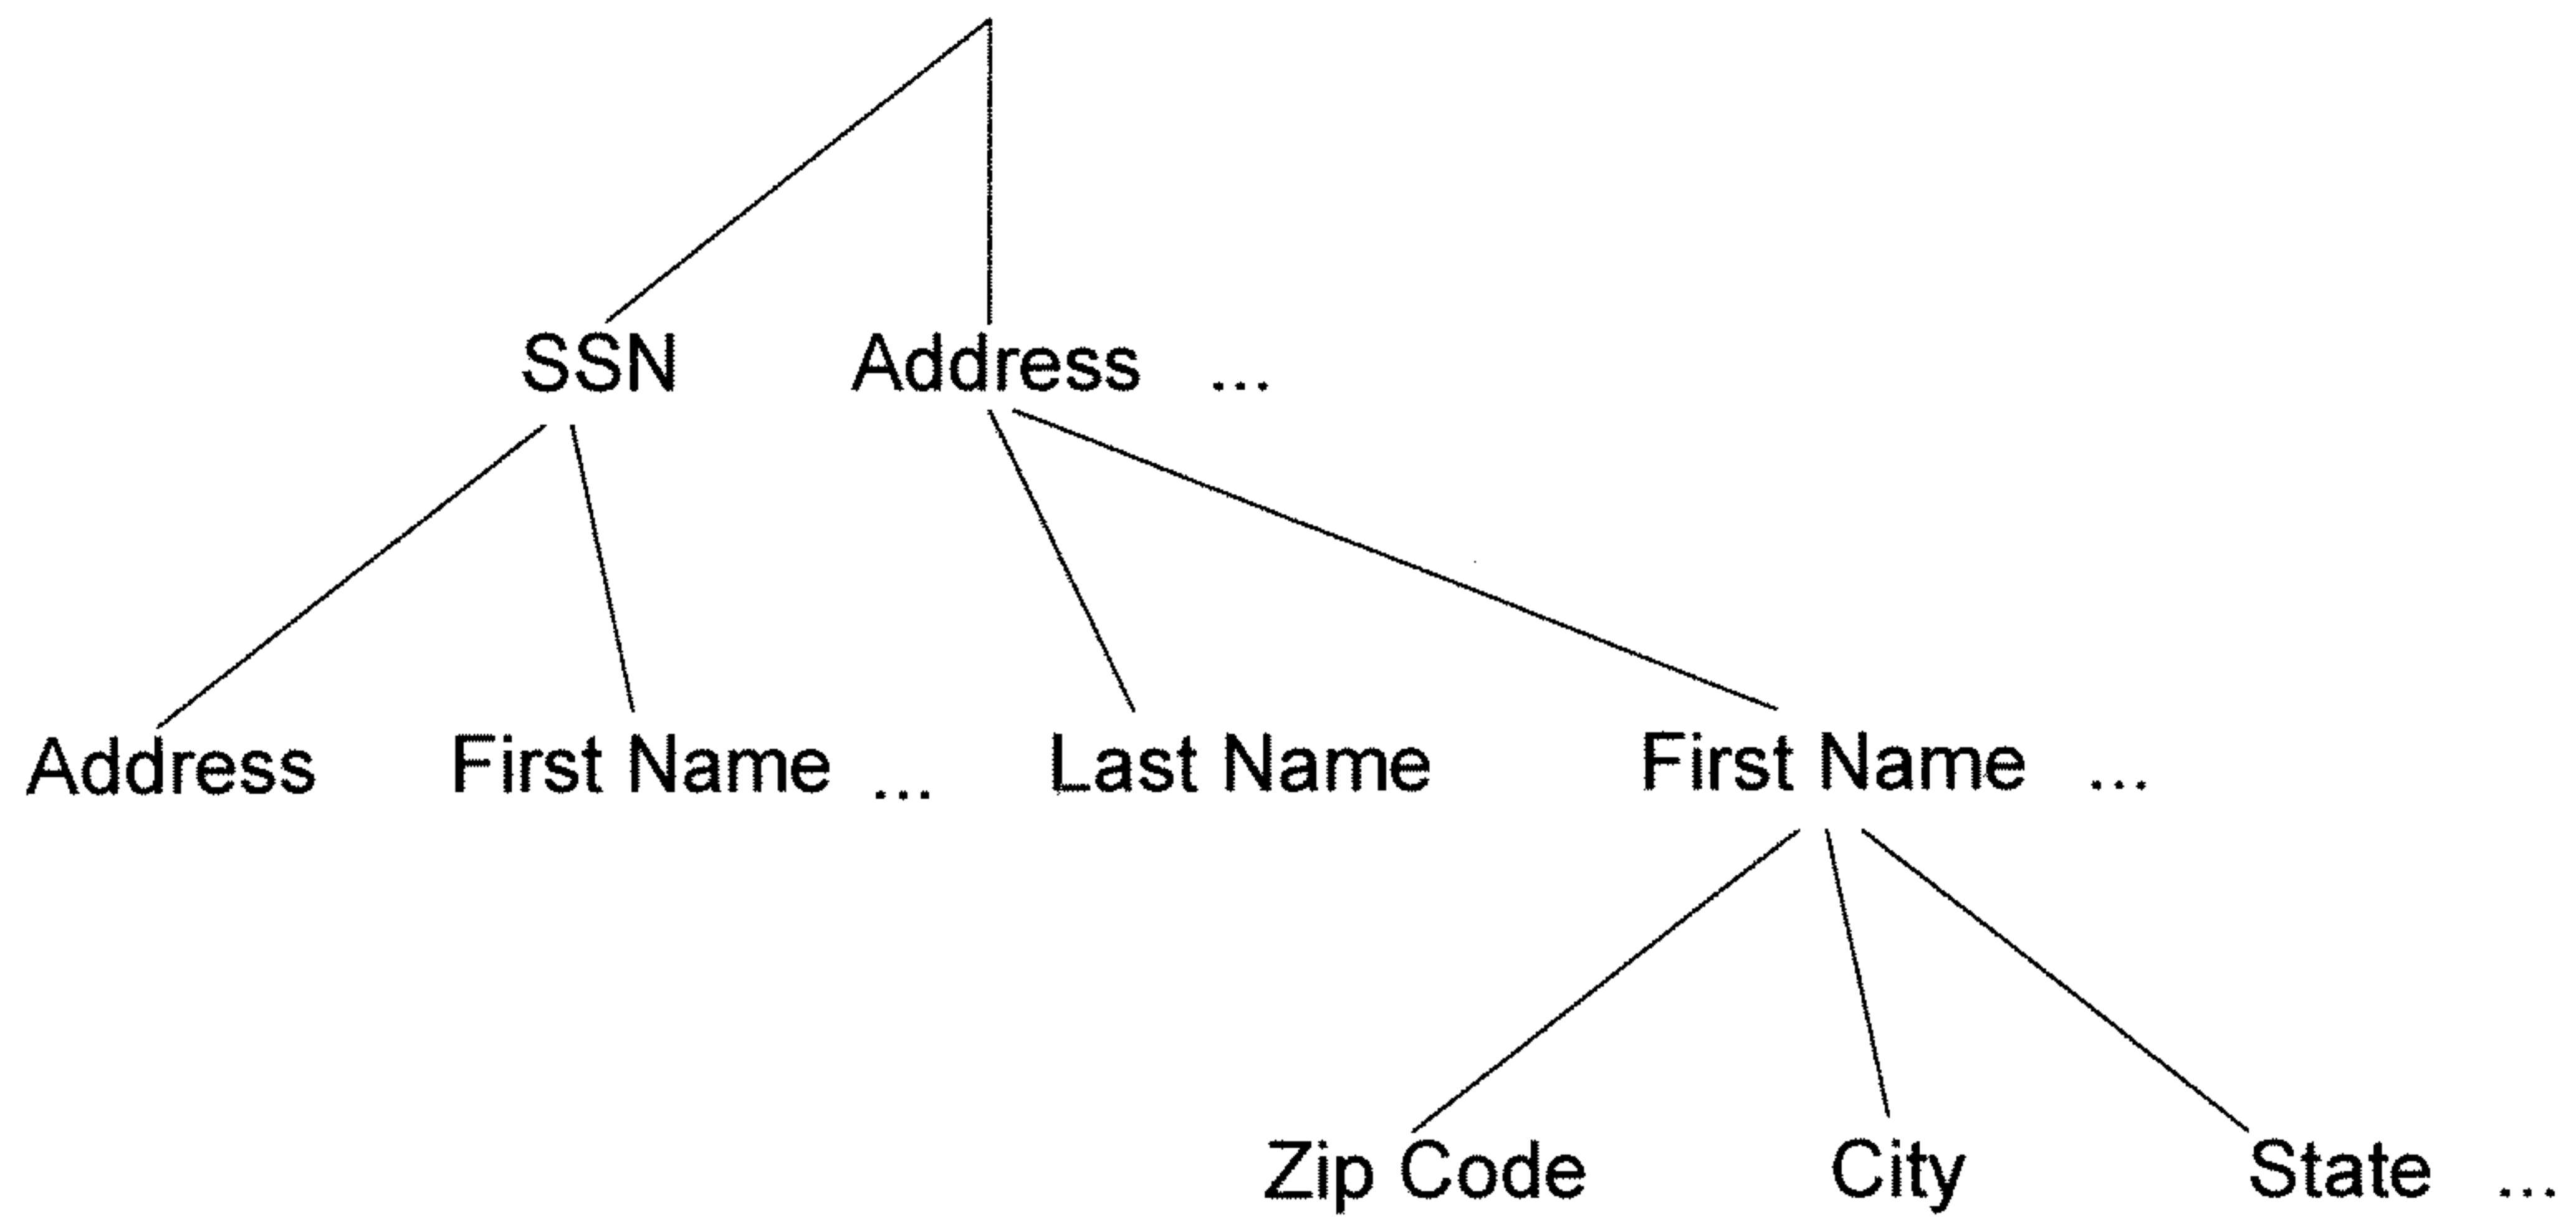 SSN Address ...
Address First Name ... Last Name First Name ...
Zip Code City State ...